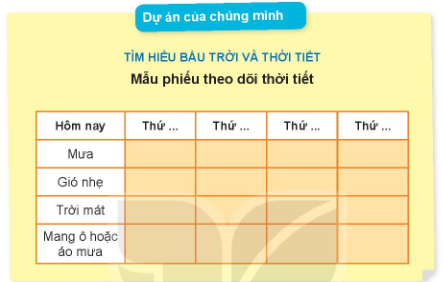 Dự án của chúng mình
TÌM HIỂU BẦU TRỜI VÀ THỜI TIẾT
Mẫu phiếu theo dõi thời tiết
Hôm nay Thứ ... Thứ ... Thứ ... Thứ ...
Mưa
Gió nhẹ
Trời mát
Mang ô hoặc
áo mưa